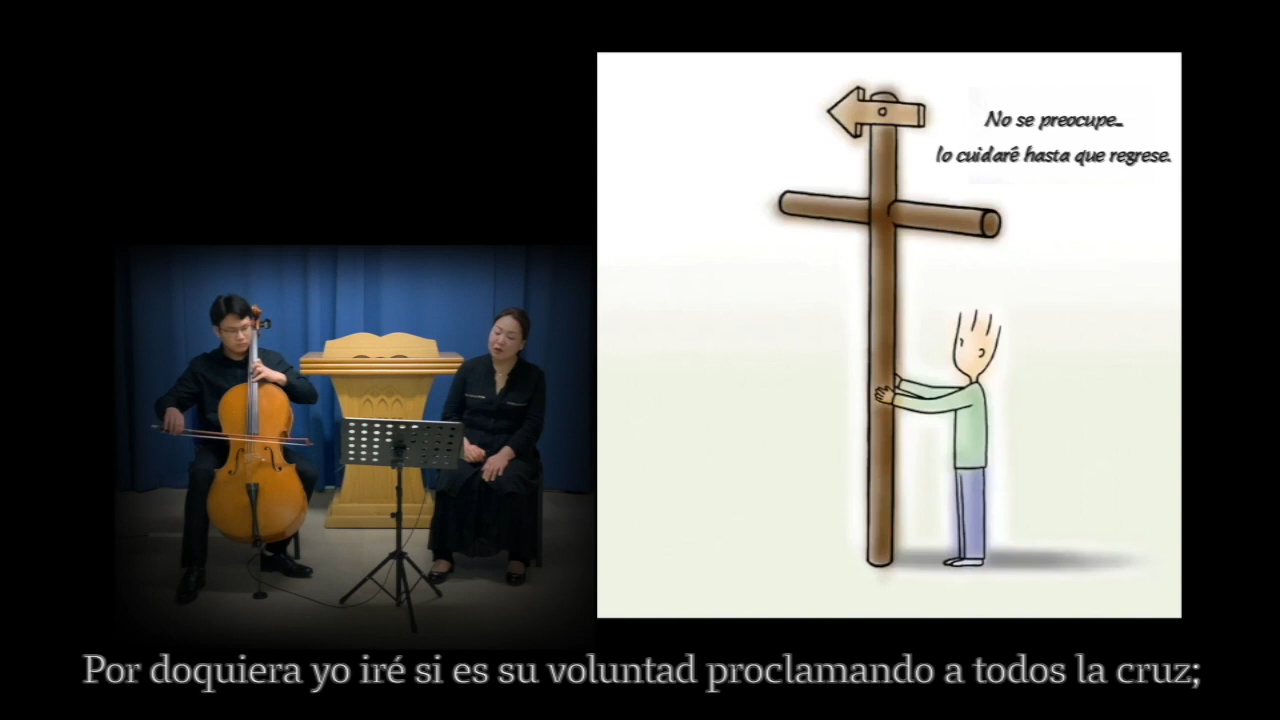 No se preocupe...
lo cuidaré hasta que regrese.
Por doquiera yo iré si es su voluntad proclamando a todos la cruz;